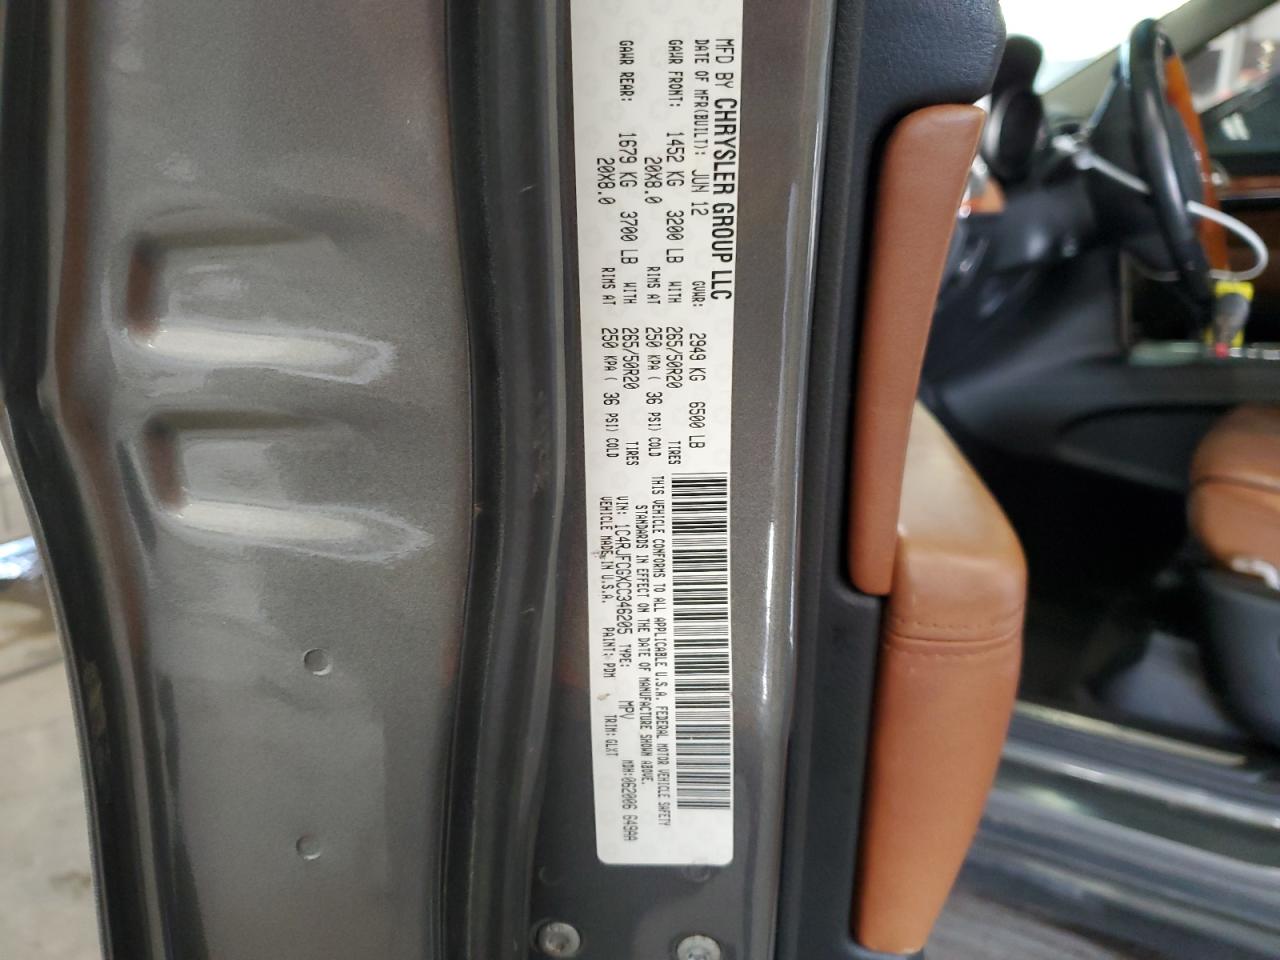 MFD BY CHRYSLER GROUP LLC
DATE OF MFR(BUILT): JUN 12 GVWR: 2949 KG 6500 LB
GAWR FRONT: 1452 KG 3200 LB WITH 265/50R20 TIRES
20X8.0 RIMS AT 250 KPA ( 36 PSI) COLD
GAWR REAR: 1679 KG 3700 LB WITH 265/50R20 TIRES
20X8.0 RIMS AT 250 KPA ( 36 PSI) COLD
THIS VEHICLE CONFORMS TO ALL APPLICABLE U.S.A. FEDERAL MOTOR VEHICLE SAFETY
STANDARDS IN EFFECT ON THE DATE OF MANUFACTURE SHOWN ABOVE.
VIN: 1C4RJFCGXCC346205 TYPE: MPV MDH:062006 649AA
VEHICLE MADE IN U.S.A. PAINT: PDM TRIM: GLXT